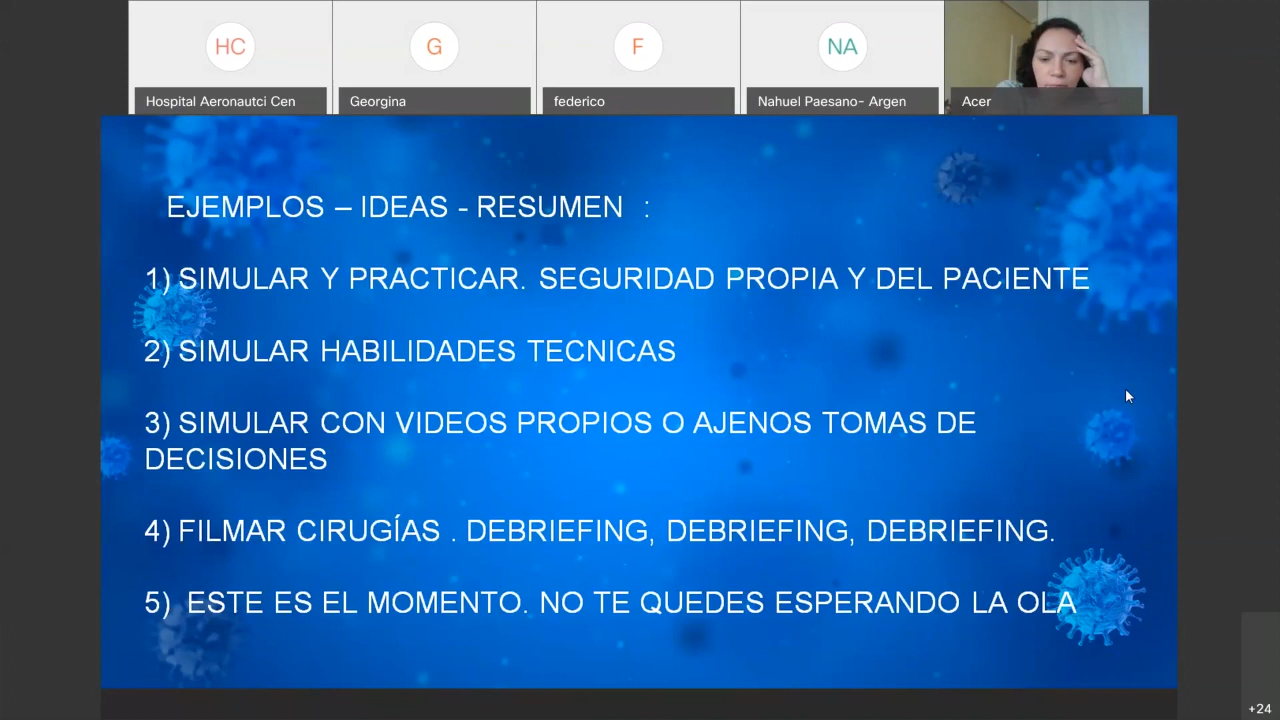 HC
G
F
NA
Hospital Aeronautci Cen
Georgina
federico
Nahuel Paesano- Argen
Acer
EJEMPLOS – IDEAS - RESUMEN :
1) SIMULAR Y PRACTICAR. SEGURIDAD PROPIA Y DEL PACIENTE
2) SIMULAR HABILIDADES TECNICAS
3) SIMULAR CON VIDEOS PROPIOS O AJENOS TOMAS DE
DECISIONES
4) FILMAR CIRUGÍAS . DEBRIEFING, DEBRIEFING, DEBRIEFING.
5) ESTE ES EL MOMENTO. NO TE QUEDES ESPERANDO LA OLA
+24